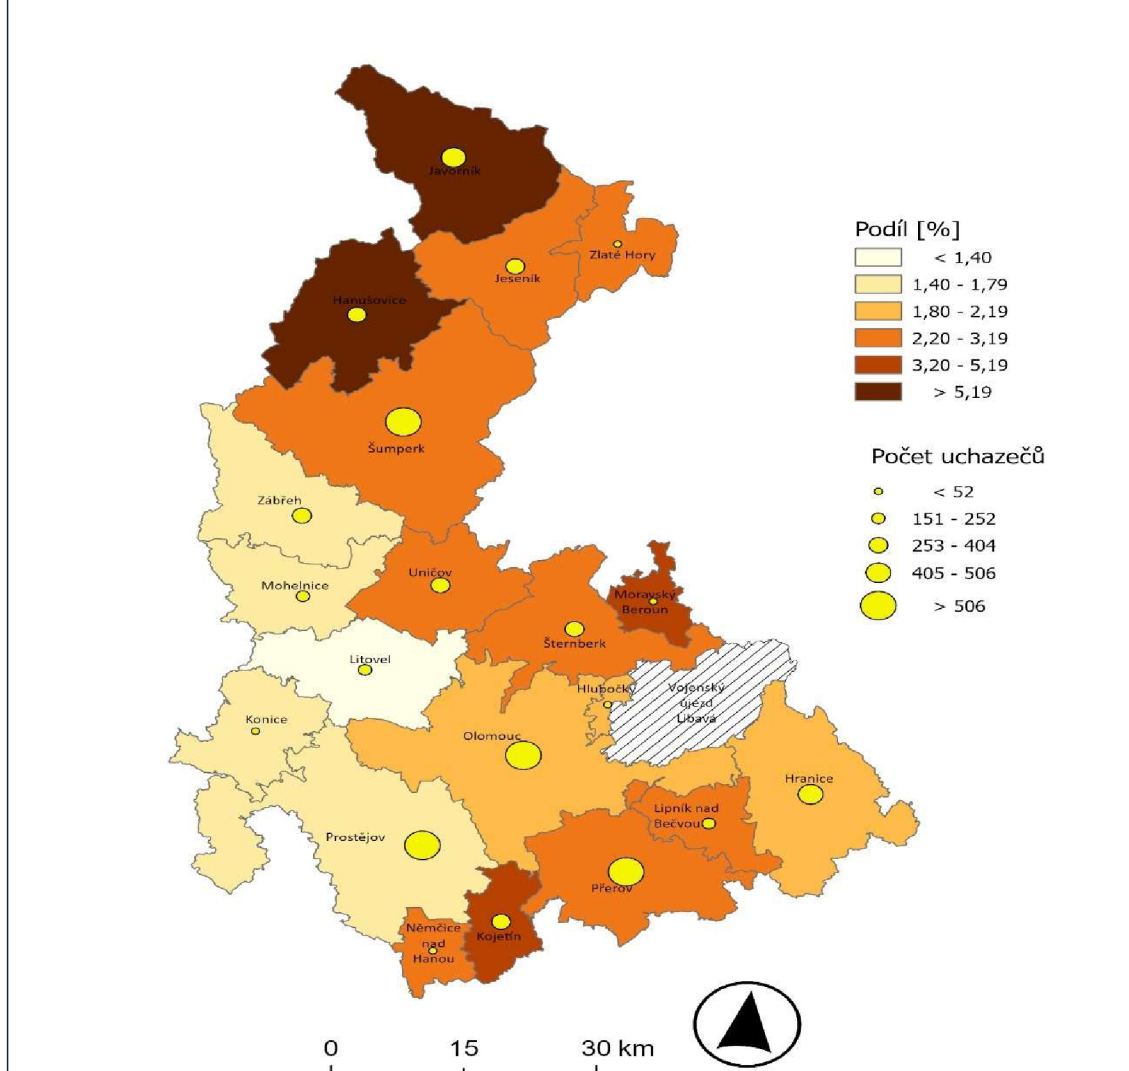 Javorník
Zlaté Hory
Jeseník
Hanušovice
Šumperk
Zábřeh
Mohelnice
Uničov
Moravský
Beroun
Šternberk
Litovel
Hlubočky
Vojenský
újezd
Libavá
Konice
Olomouc
Hranice
Lipník nad
Bečvou
Prostějov
Přerov
Němčice
nad
Hanou
Kojetín
Podíl [%]
< 1,40
1,40 - 1,79
1,80 - 2,19
2,20 - 3,19
3,20 - 5,19
> 5,19
Počet uchazečů
< 52
151 - 252
253 - 404
405 - 506
> 506
0 15 30 km